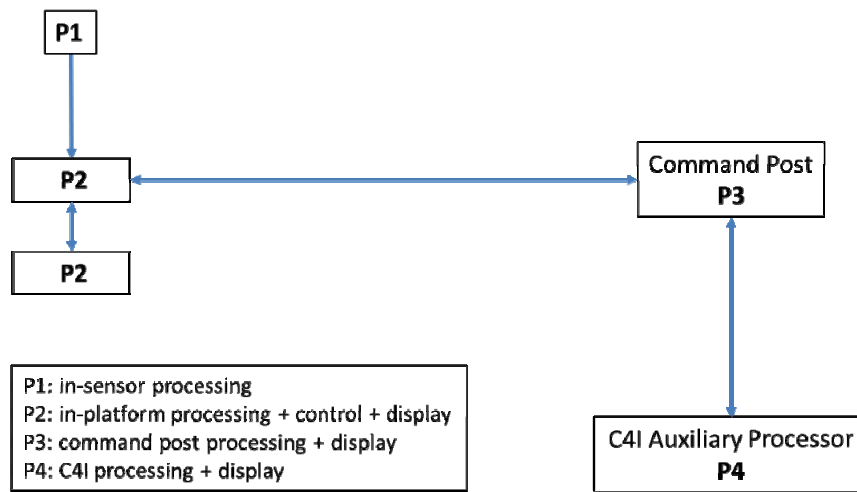 P1
P2
Command Post
P3
P2
P1: in-sensor processing
P2: in-platform processing + control + display
P3: command post processing + display
P4: C4I processing + display
C4I Auxiliary Processor
P4